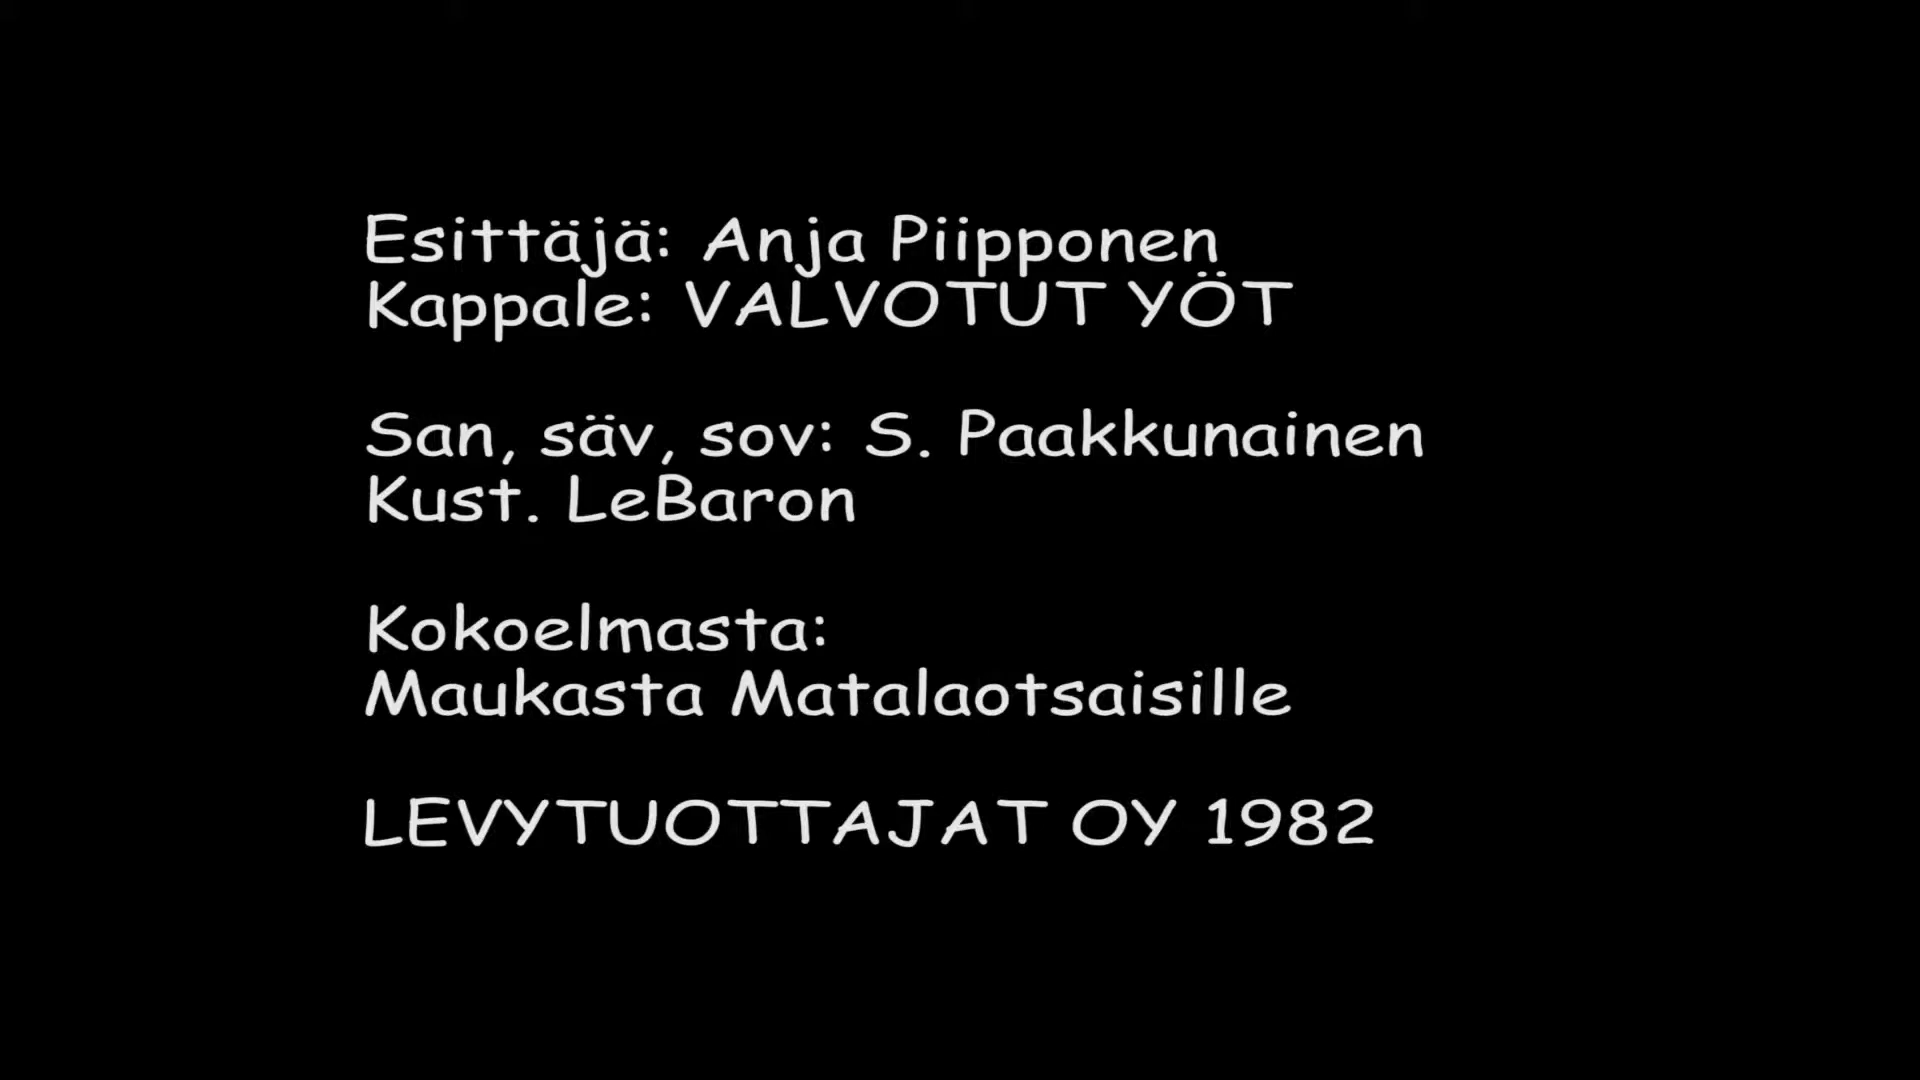 Esittäjä: Anja Piipponen
Kappale: VALVOTUT YÖT
San, säv, sov: S. Paakkunainen
Kust. LeBaron
Kokoelmasta:
Maukasta Matalaotsaisille
LEVYTUOTTAJAT OY 1982